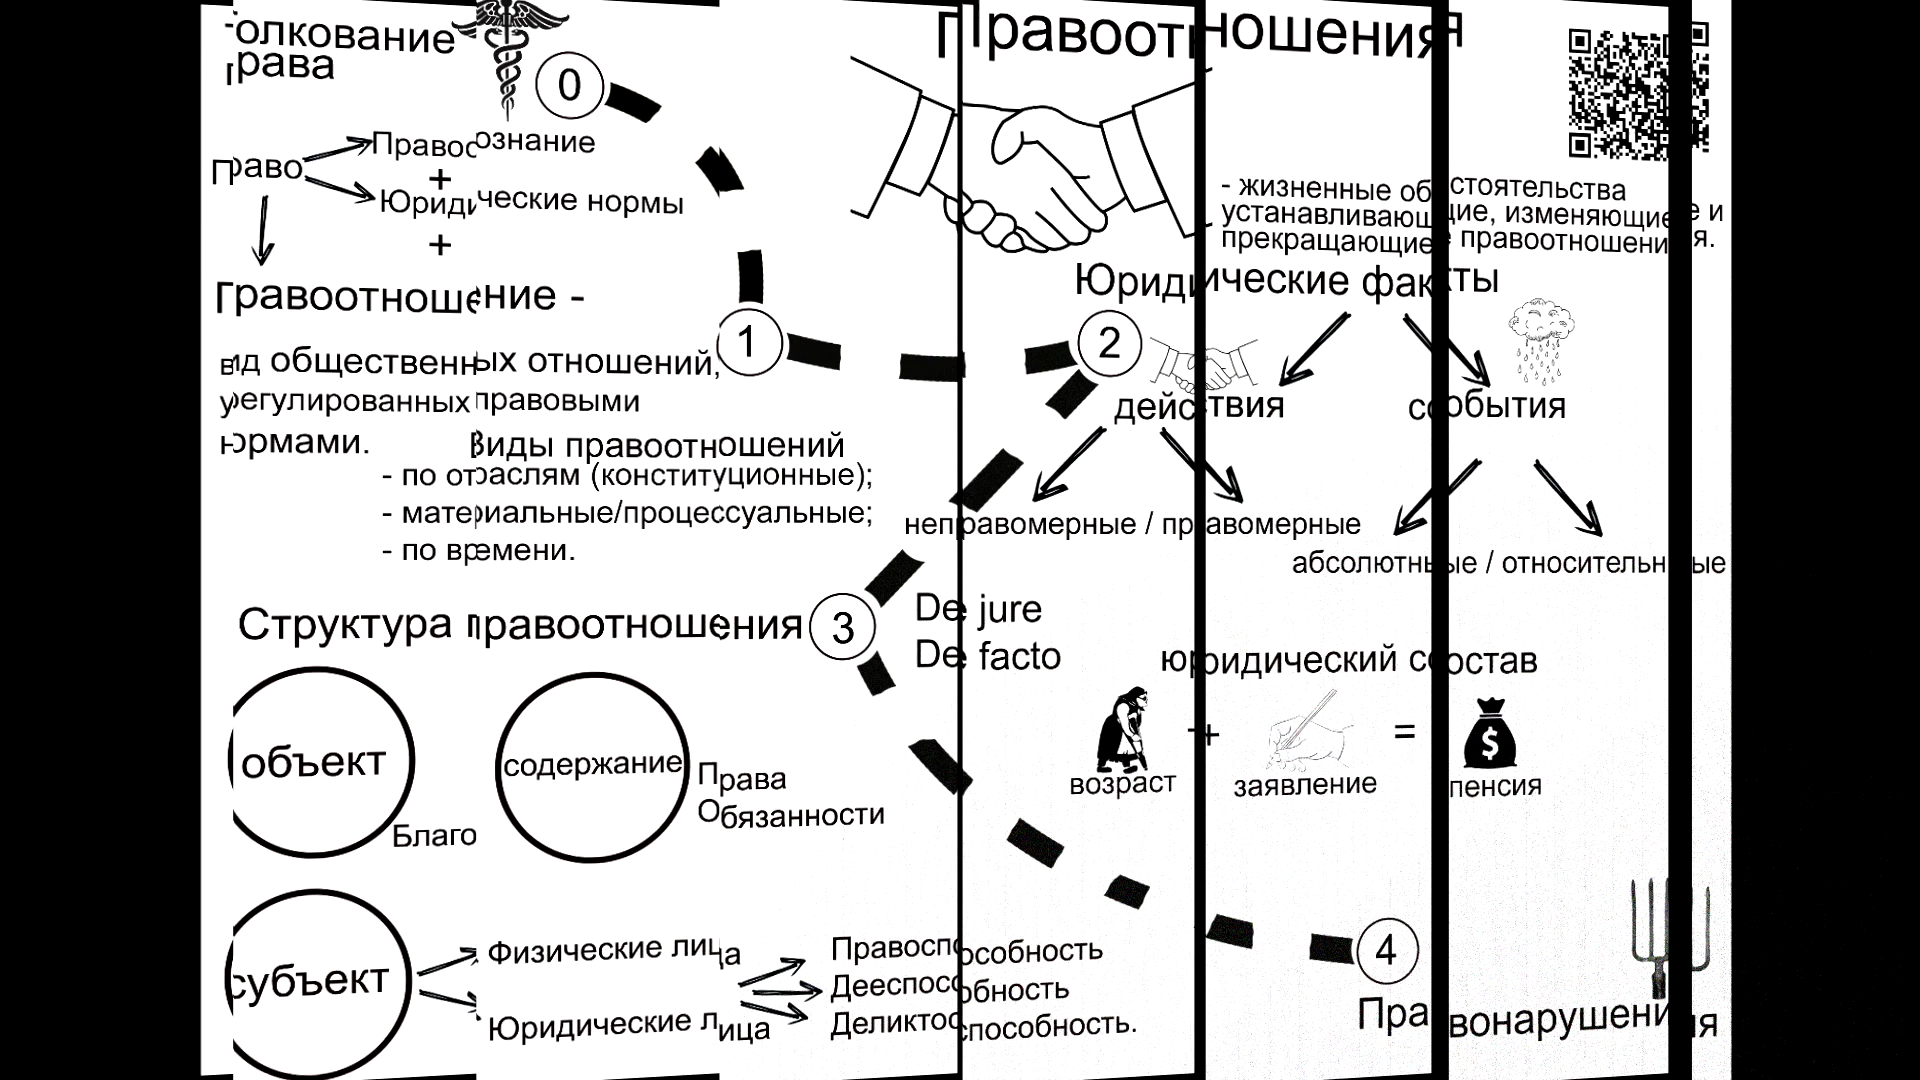 Толкование
права
0
Правоотношения
Право
Правосознание
+
Юридические нормы
+
Правоотношение -
вид общественных отношений,
урегулированных правовыми
нормами.
1
Виды правоотношений
- по отраслям (конституционные);
- материальные/процессуальные;
- по времени.
2
- жизненные обстоятельства
устанавливающие, изменяющие и
прекращающие правоотношения.
Юридические факты
действия
события
неправомерные / правомерные
абсолютные / относительные
Структура правоотношения
3
De jure
De facto
юридический состав
+
=
$
возраст
заявление
пенсия
объект
Благо
содержание
Права
Обязанности
субъект
Физические лица
Юридические лица
Правоспособность
Дееспособность
Деликтоспособность.
4
Правонарушения